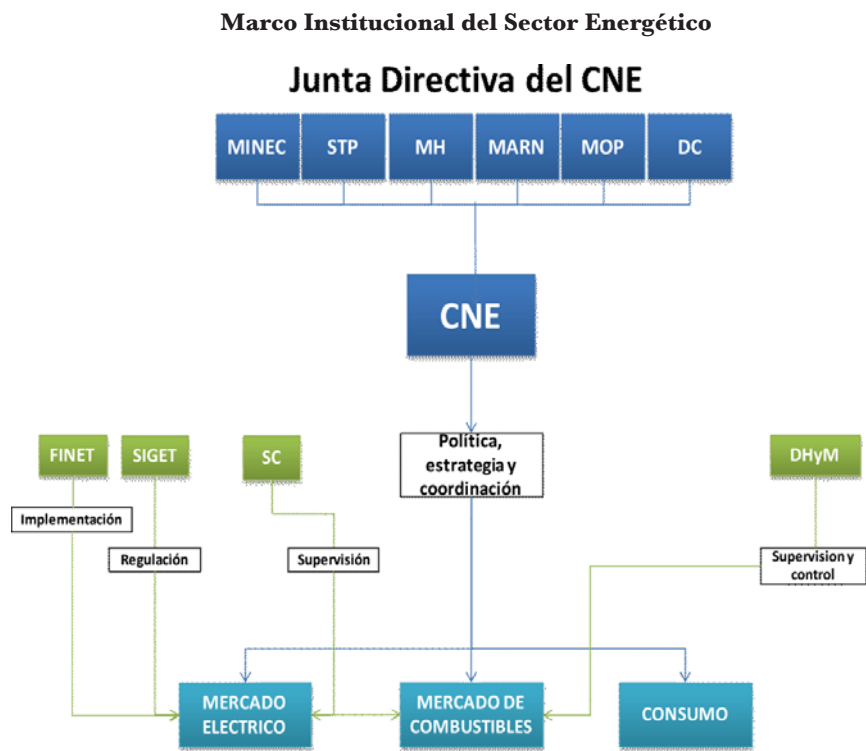 Marco Institucional del Sector Energético
Junta Directiva del CNE
MINEC
STP
MH
MARN
MOP
DC
CNE
FINET
SIGET
SC
Política,
estrategia y
coordinación
DHyM
Implementación
Regulación
Supervisión
Supervision y
control
MERCADO
ELECTRICO
MERCADO DE
COMBUSTIBLES
CONSUMO